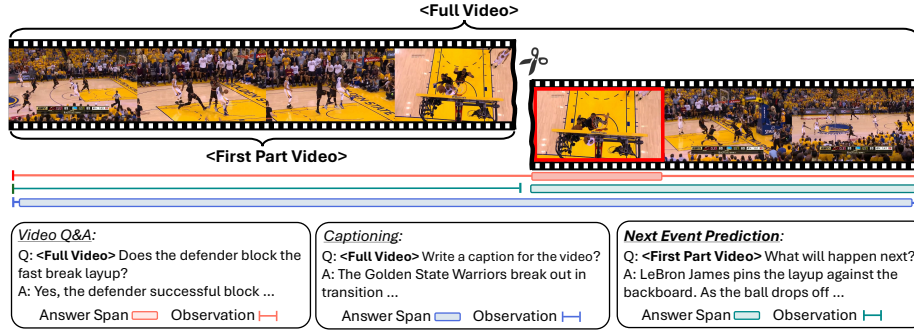 <Full Video>
<First Part Video>
Video Q&A:
Q: <Full Video> Does the defender block the
fast break layup?
A: Yes, the defender successful block ...
Answer Span
Observation
Captioning:
Q: <Full Video> Write a caption for the video?
A: The Golden State Warriors break out in
transition ...
Answer Span
Observation
Next Event Prediction:
Q: <First Part Video> What will happen next?
A: LeBron James pins the layup against the
backboard. As the ball drops off ...
Answer Span
Observation